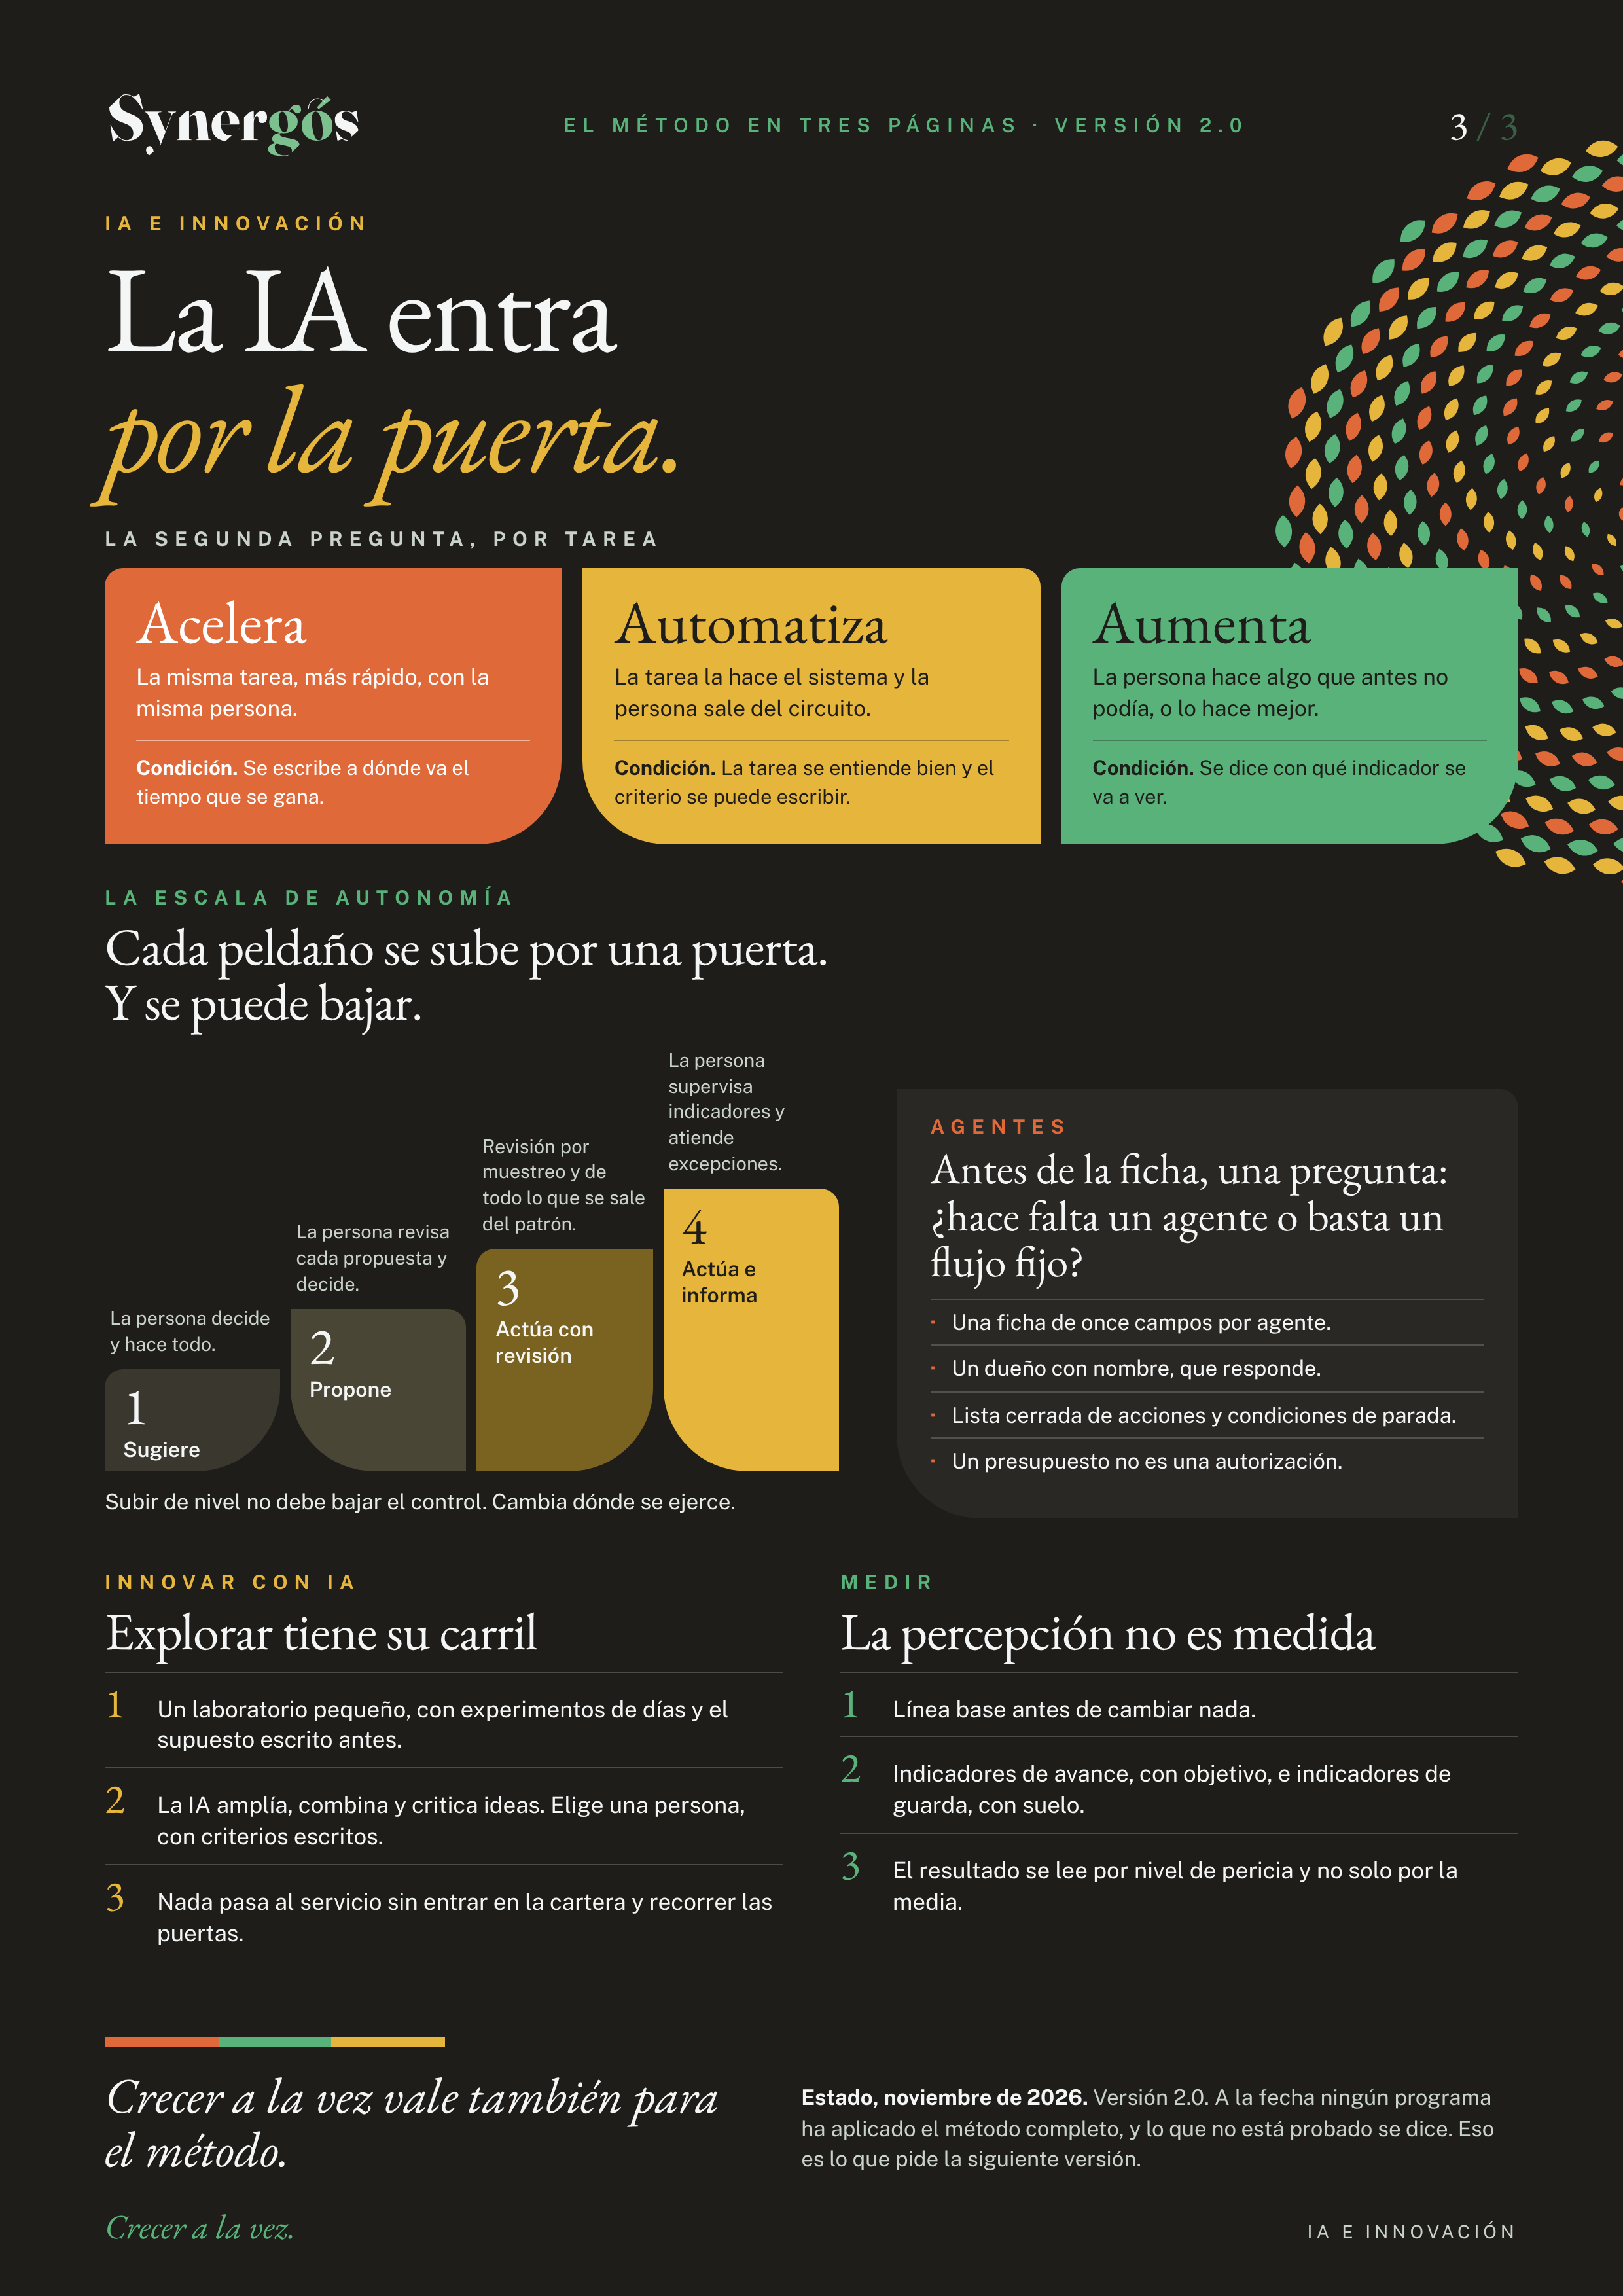 Synergós
EL MÉTODO EN TRES PÁGINAS · VERSIÓN 2.0
3 / 3
IA E INNOVACIÓN
La IA entra
por la puerta.
LA SEGUNDA PREGUNTA, POR TAREA
Acelera
La misma tarea, más rápido, con la
misma persona.
Condición. Se escribe a dónde va el
tiempo que se gana.
Automatiza
La tarea la hace el sistema y la
persona sale del circuito.
Condición. La tarea se entiende bien y el
criterio se puede escribir.
Aumenta
La persona hace algo que antes no
podía, o lo hace mejor.
Condición. Se dice con qué indicador se
va a ver.
LA ESCALA DE AUTONOMÍA
Cada peldaño se sube por una puerta.
Y se puede bajar.
La persona decide
y hace todo.
1
Sugiere
La persona revisa
cada propuesta y
decide.
2
Propone
Revisión por
muestreo y de
todo lo que se sale
del patrón.
3
Actúa con
revisión
La persona
supervisa
indicadores y
atiende
excepciones.
4
Actúa e
informa
Subir de nivel no debe bajar el control. Cambia dónde se ejerce.
AGENTES
Antes de la ficha, una pregunta:
¿hace falta un agente o basta un
flujo fijo?
· Una ficha de once campos por agente.
· Un dueño con nombre, que responde.
· Lista cerrada de acciones y condiciones de parada.
· Un presupuesto no es una autorización.
INNOVAR CON IA
Explorar tiene su carril
1 Un laboratorio pequeño, con experimentos de días y el
supuesto escrito antes.
2 La IA amplía, combina y critica ideas. Elige una persona,
con criterios escritos.
3 Nada pasa al servicio sin entrar en la cartera y recorrer las
puertas.
MEDIR
La percepción no es medida
1 Línea base antes de cambiar nada.
2 Indicadores de avance, con objetivo, e indicadores de
guarda, con suelo.
3 El resultado se lee por nivel de pericia y no solo por la
media.
Crecer a la vez vale también para
el método.
Estado, noviembre de 2026. Versión 2.0. A la fecha ningún programa
ha aplicado el método completo, y lo que no está probado se dice. Eso
es lo que pide la siguiente versión.
Crecer a la vez.
IA E INNOVACIÓN